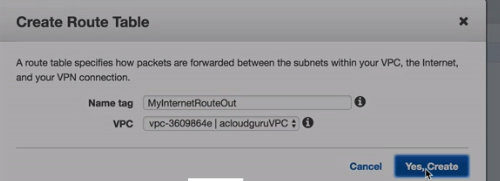 Create Route Table
A route table specifies how packets are forwarded between the subnets within your VPC, the Internet,
and your VPN connection.
Name tag MyInternetRouteOut
VPC vpc-3609864e | acloudguruVPC
Cancel Yes, Create